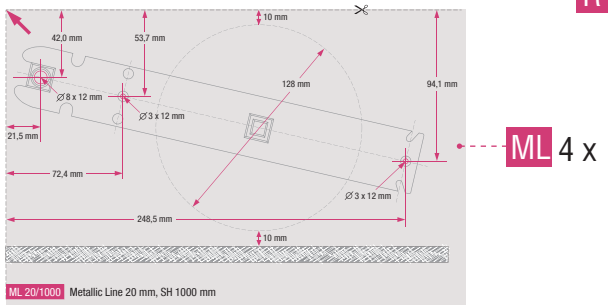 R
10 mm
42,0 mm
53,7 mm
94,1 mm
128 mm
Ø 8 x 12 mm
Ø 3 x 12 mm
21,5 mm
ML 4 x
72,4 mm
Ø 3 x 12 mm
248,5 mm
10 mm
ML 20/1000 Metallic Line 20 mm, SH 1000 mm